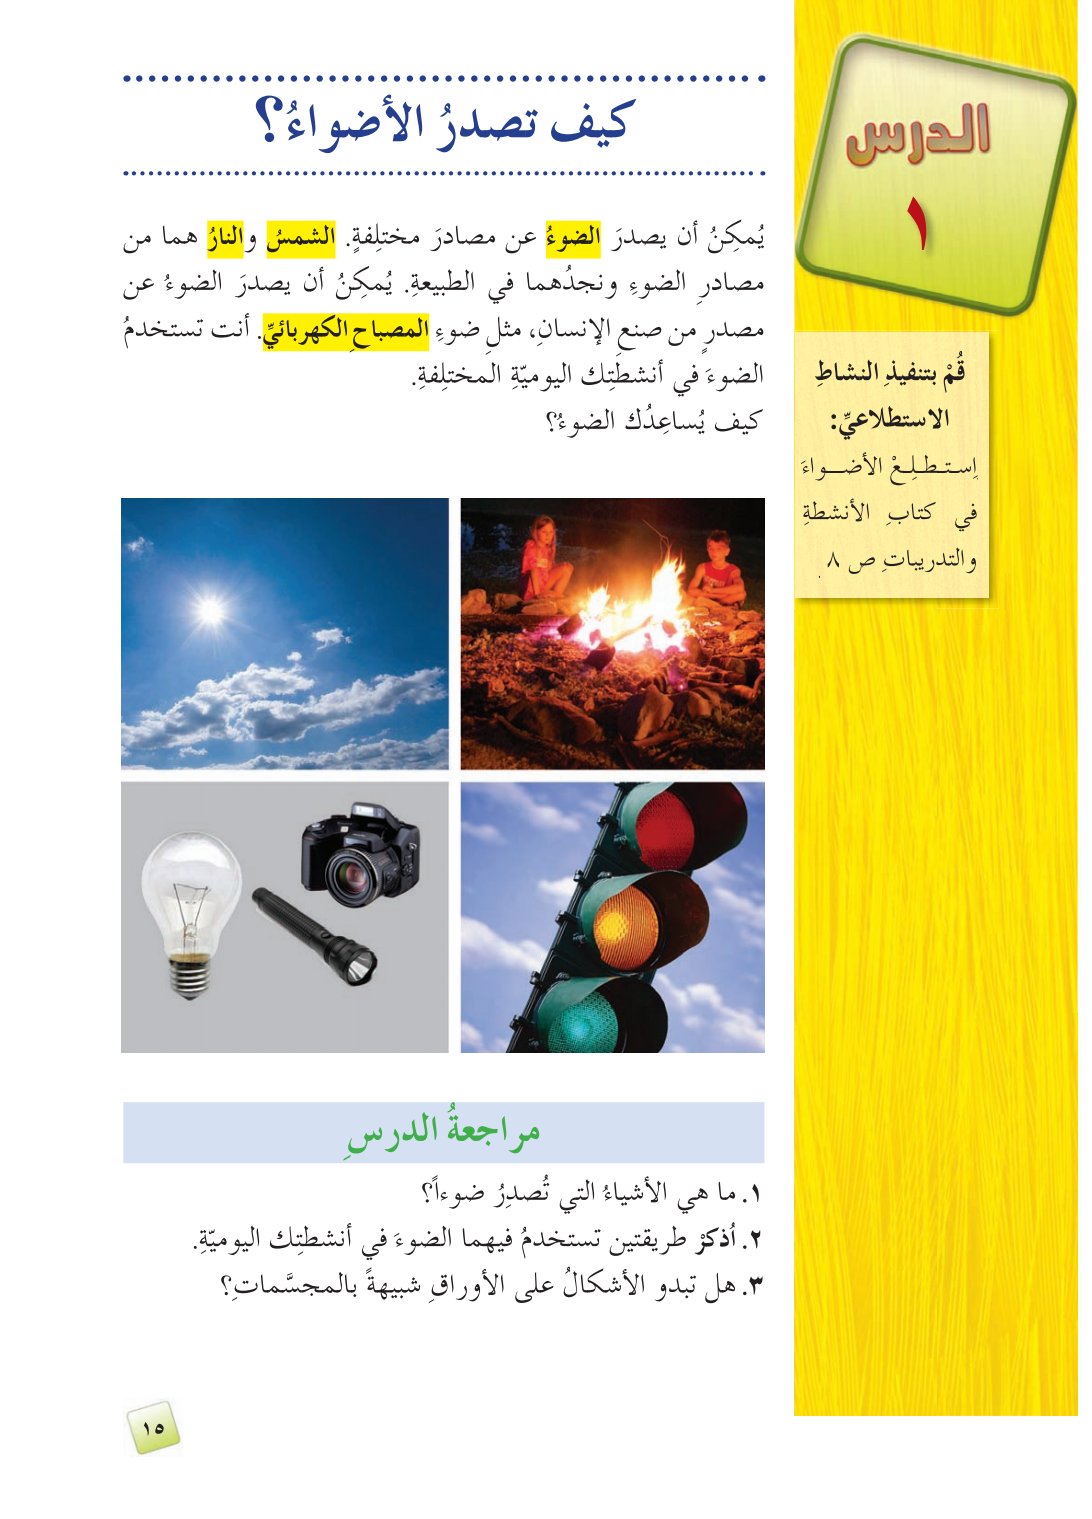 الدرس
١
كيف تصدرُ الأضواءُ؟
يُمكِنُ أن يصدرَ الضوءُ عن مصادرَ مختلِفةٍ. الشمسُ والنارُ هما من
مصادرِ الضوءِ ونجدُهما في الطبيعةِ. يُمكِنُ أن يصدرَ الضوءُ عن
مصدرٍ من صنعِ الإنسانِ، مثلِ ضوءِ المصباحِ الكهربائيِّ. أنت تستخدمُ
الضوءَ في أنشطَتِك اليوميّةِ المختلِفةِ.
كيف يُساعِدُك الضوءُ؟
قُمْ بتنفيذِ النشاطِ
الاستطلاعيِّ:
اِستـطـلِـعْ الأضــواءَ
في كتابِ الأنشطةِ
والتدريباتِ ص ٨.
مراجعةُ الدرسِ
١. ما هي الأشياءُ التي تُصدِرُ ضوءاً؟
٢. اُذكرْ طريقتين تستخدمُ فيهما الضوءَ في أنشطتِك اليوميّةِ.
٣. هل تبدو الأشكالُ على الأوراقِ شبيهةً بالمجسَّماتِ؟
١٥